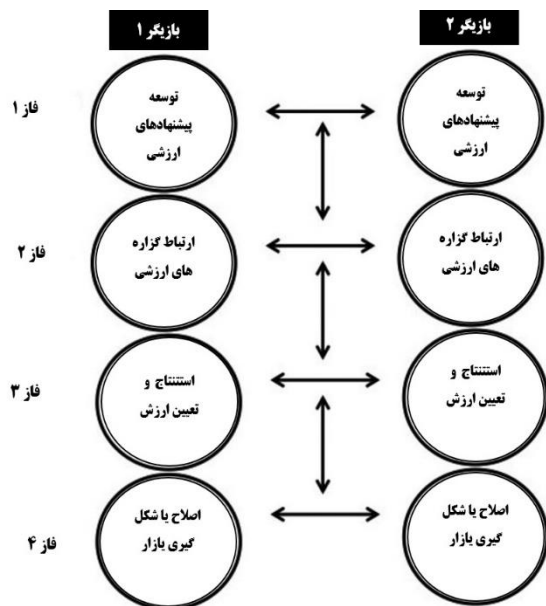 بازیگر ۱
بازیگر ۲
فاز ۱
توسعه
پیشنهادهای
ارزشی
توسعه
پیشنهادهای
ارزشی
فاز ۲
ارتباط گزاره
های ارزشی
ارتباط گزاره
های ارزشی
فاز ۳
استنتاج و
تعیین ارزش
استنتاج و
تعیین ارزش
فاز ۴
اصلاح یا شکل
گیری بازار
اصلاح یا شکل
گیری بازار